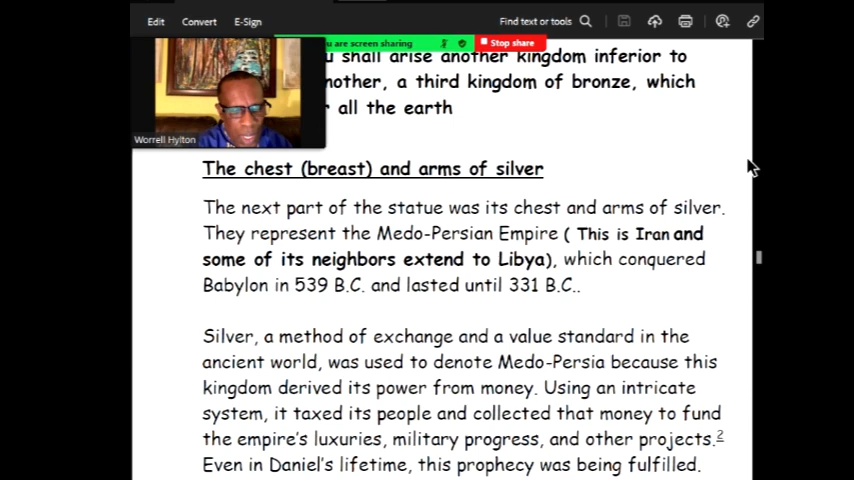 Edit Convert E-Sign Find text or tools
u are screen sharing Stop share
u shall arise another kingdom inferior to
nother, a third kingdom of bronze, which
r all the earth
Worrell Hylton
The chest (breast) and arms of silver
The next part of the statue was its chest and arms of silver.
They represent the Medo-Persian Empire ( This is Iran and
some of its neighbors extend to Libya), which conquered
Babylon in 539 B.C. and lasted until 331 B.C..
Silver, a method of exchange and a value standard in the
ancient world, was used to denote Medo-Persia because this
kingdom derived its power from money. Using an intricate
system, it taxed its people and collected that money to fund
the empire's luxuries, military progress, and other projects.2
Even in Daniel's lifetime, this prophecy was being fulfilled.